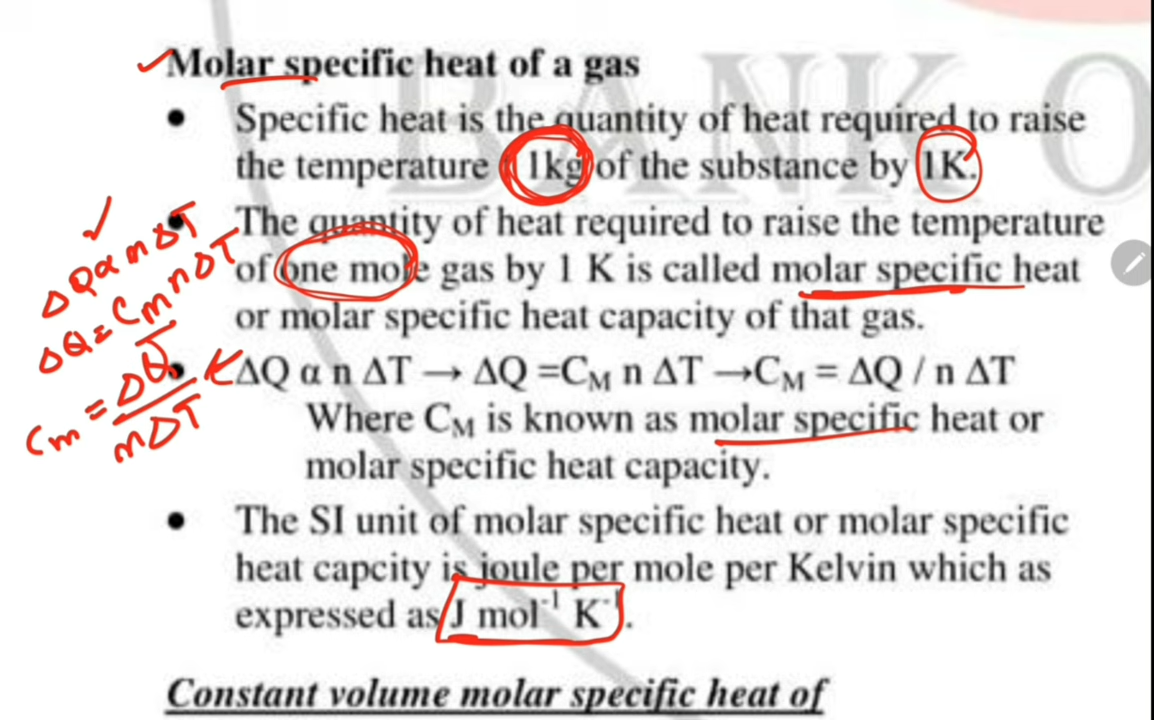 Molar specific heat of a gas
• Specific heat is the quantity of heat required to raise
the temperature 1kg of the substance by 1K.
• The quantity of heat required to raise the temperature
of one mole gas by 1 K is called molar specific heat
or molar specific heat capacity of that gas.
• ΔQ α n ΔT → ΔQ =C_M n ΔT →C_M = ΔQ / n ΔT
Where C_M is known as molar specific heat or
molar specific heat capacity.
• The SI unit of molar specific heat or molar specific
heat capcity is joule per mole per Kelvin which as
expressed as J mol⁻¹ K⁻¹.
Constant volume molar specific heat of
ΔQ α n ΔT
ΔQ = Cm n ΔT
Cm = ΔQ
nΔT
BANK O